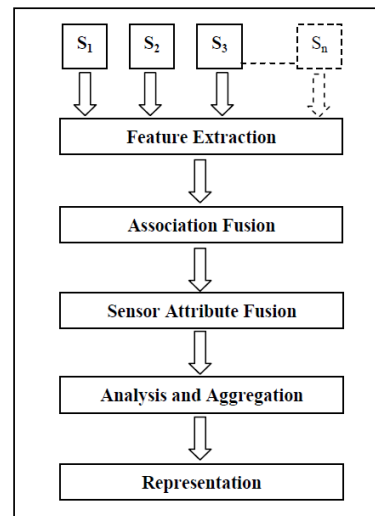 S₁ S₂ S₃ Sₙ
Feature Extraction
Association Fusion
Sensor Attribute Fusion
Analysis and Aggregation
Representation